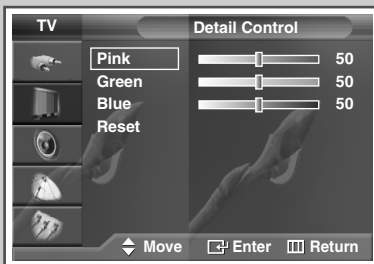 TV Detail Control
Pink 50
Green 50
Blue 50
Reset
Move Enter Return